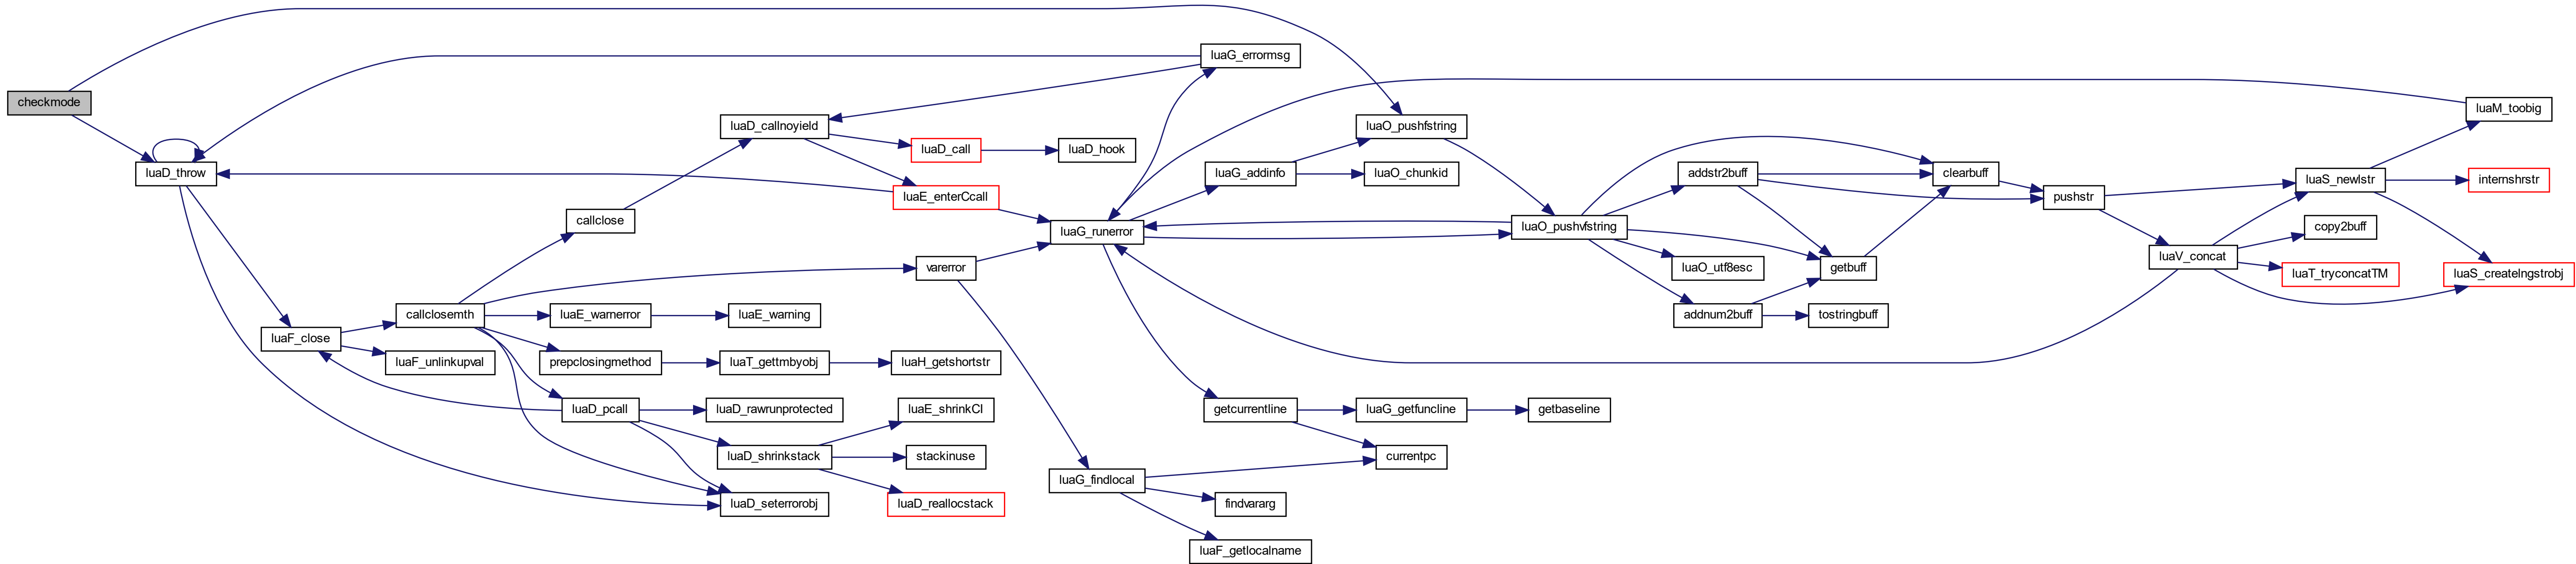 checkmode
luaD_throw
luaF_close
callclosemth
luaF_unlinkupval
callclose
luaE_warnerror
prepclosingmethod
luaD_pcall
luaD_callnoyield
luaE_warning
luaT_gettmbyobj
luaD_rawrunprotected
luaD_shrinkstack
luaD_seterrorobj
luaD_call
luaE_enterCcall
varerror
luaH_getshortstr
luaE_shrinkCI
stackinuse
luaD_reallocstack
luaD_hook
luaG_runerror
luaG_findlocal
luaG_errormsg
luaG_addinfo
getcurrentline
findvararg
luaF_getlocalname
luaO_pushfstring
luaO_chunkid
luaG_getfuncline
currentpc
luaO_pushvfstring
getbaseline
addstr2buff
luaO_utf8esc
addnum2buff
getbuff
tostringbuff
clearbuff
pushstr
luaV_concat
luaS_newlstr
copy2buff
luaT_tryconcatTM
luaM_toobig
internshrstr
luaS_createlngstrobj